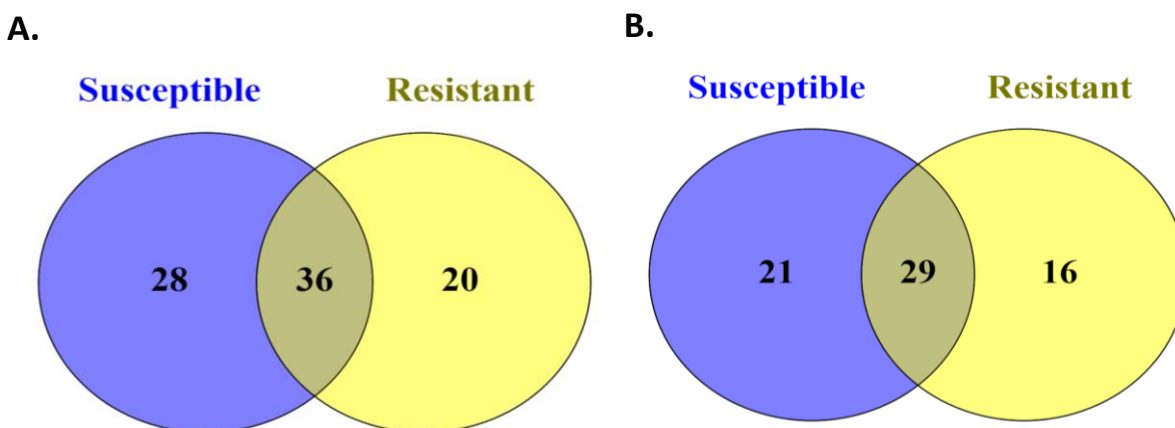 A.
Susceptible Resistant
28 36 20
B.
Susceptible Resistant
21 29 16